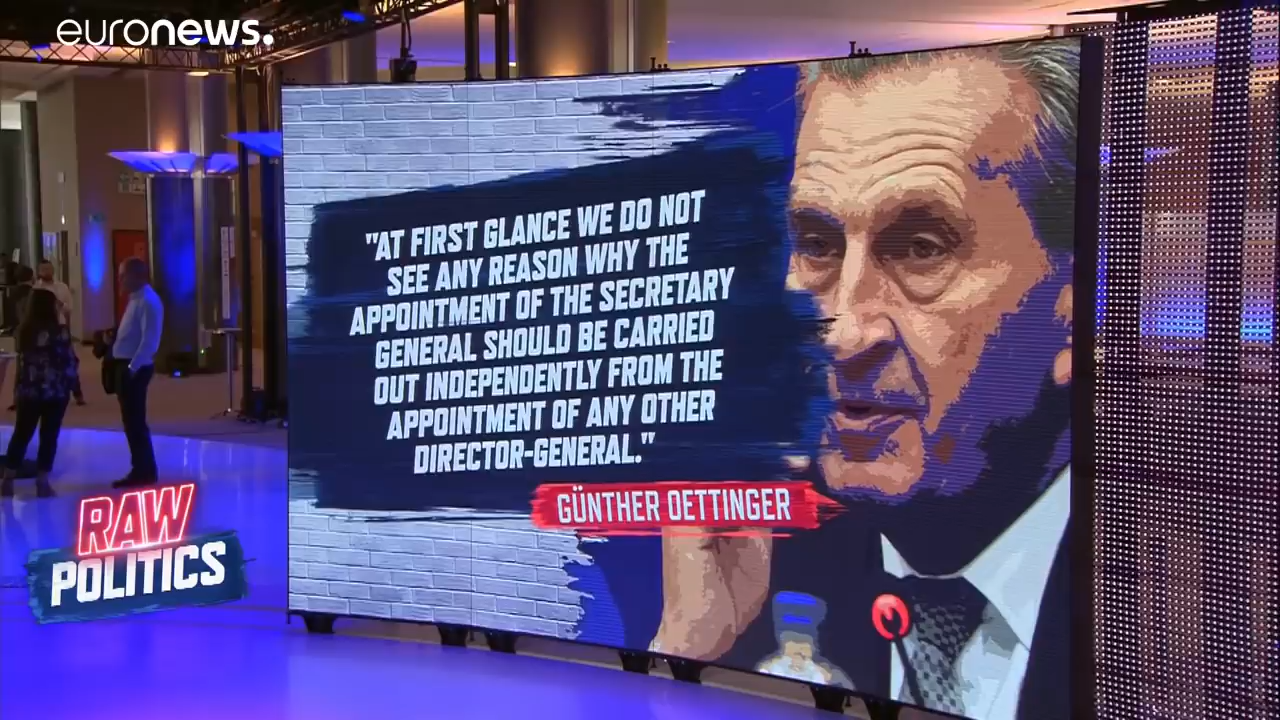 euronews.
"AT FIRST GLANCE WE DO NOT
SEE ANY REASON WHY THE
APPOINTMENT OF THE SECRETARY
GENERAL SHOULD BE CARRIED
OUT INDEPENDENTLY FROM THE
APPOINTMENT OF ANY OTHER
DIRECTOR-GENERAL."
GÜNTHER OETTINGER
RAW
POLITICS